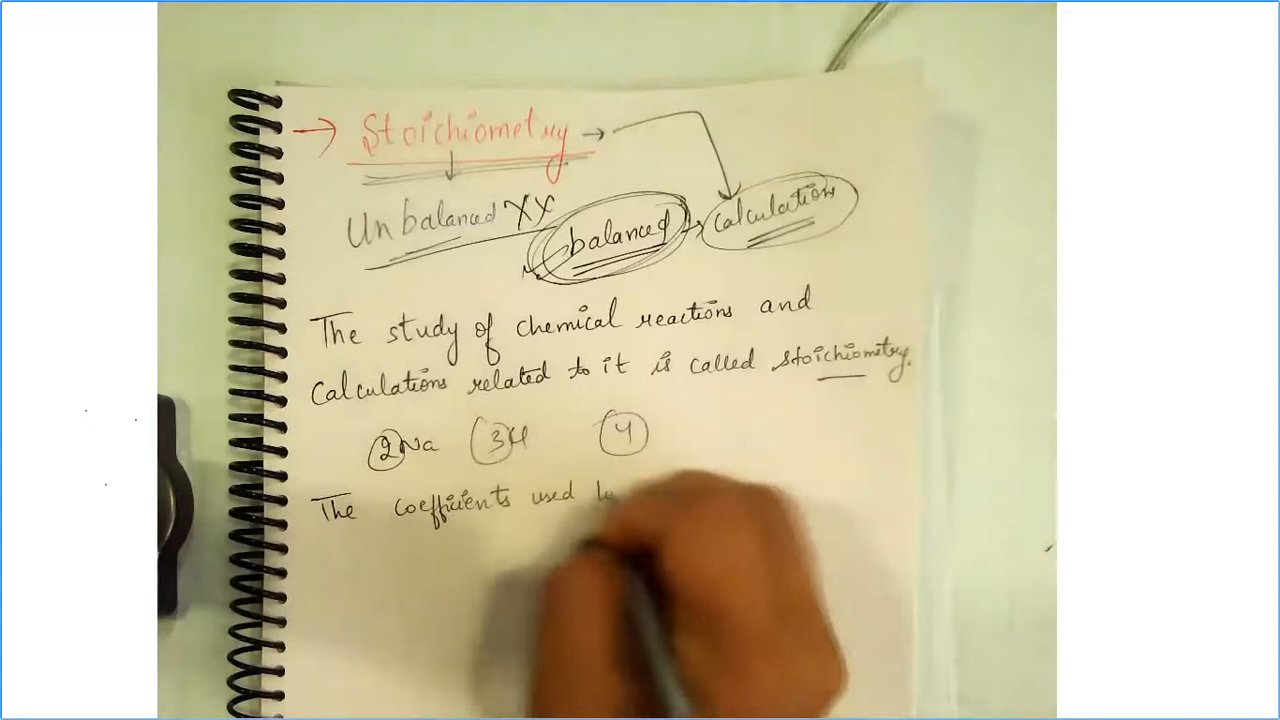 → Stoichiometry →
Unbalanced XX balanced → calculation
The study of chemical reactions and
Calculations related to it is called stoichiometry.
2Na 3H 4
The coefficients used